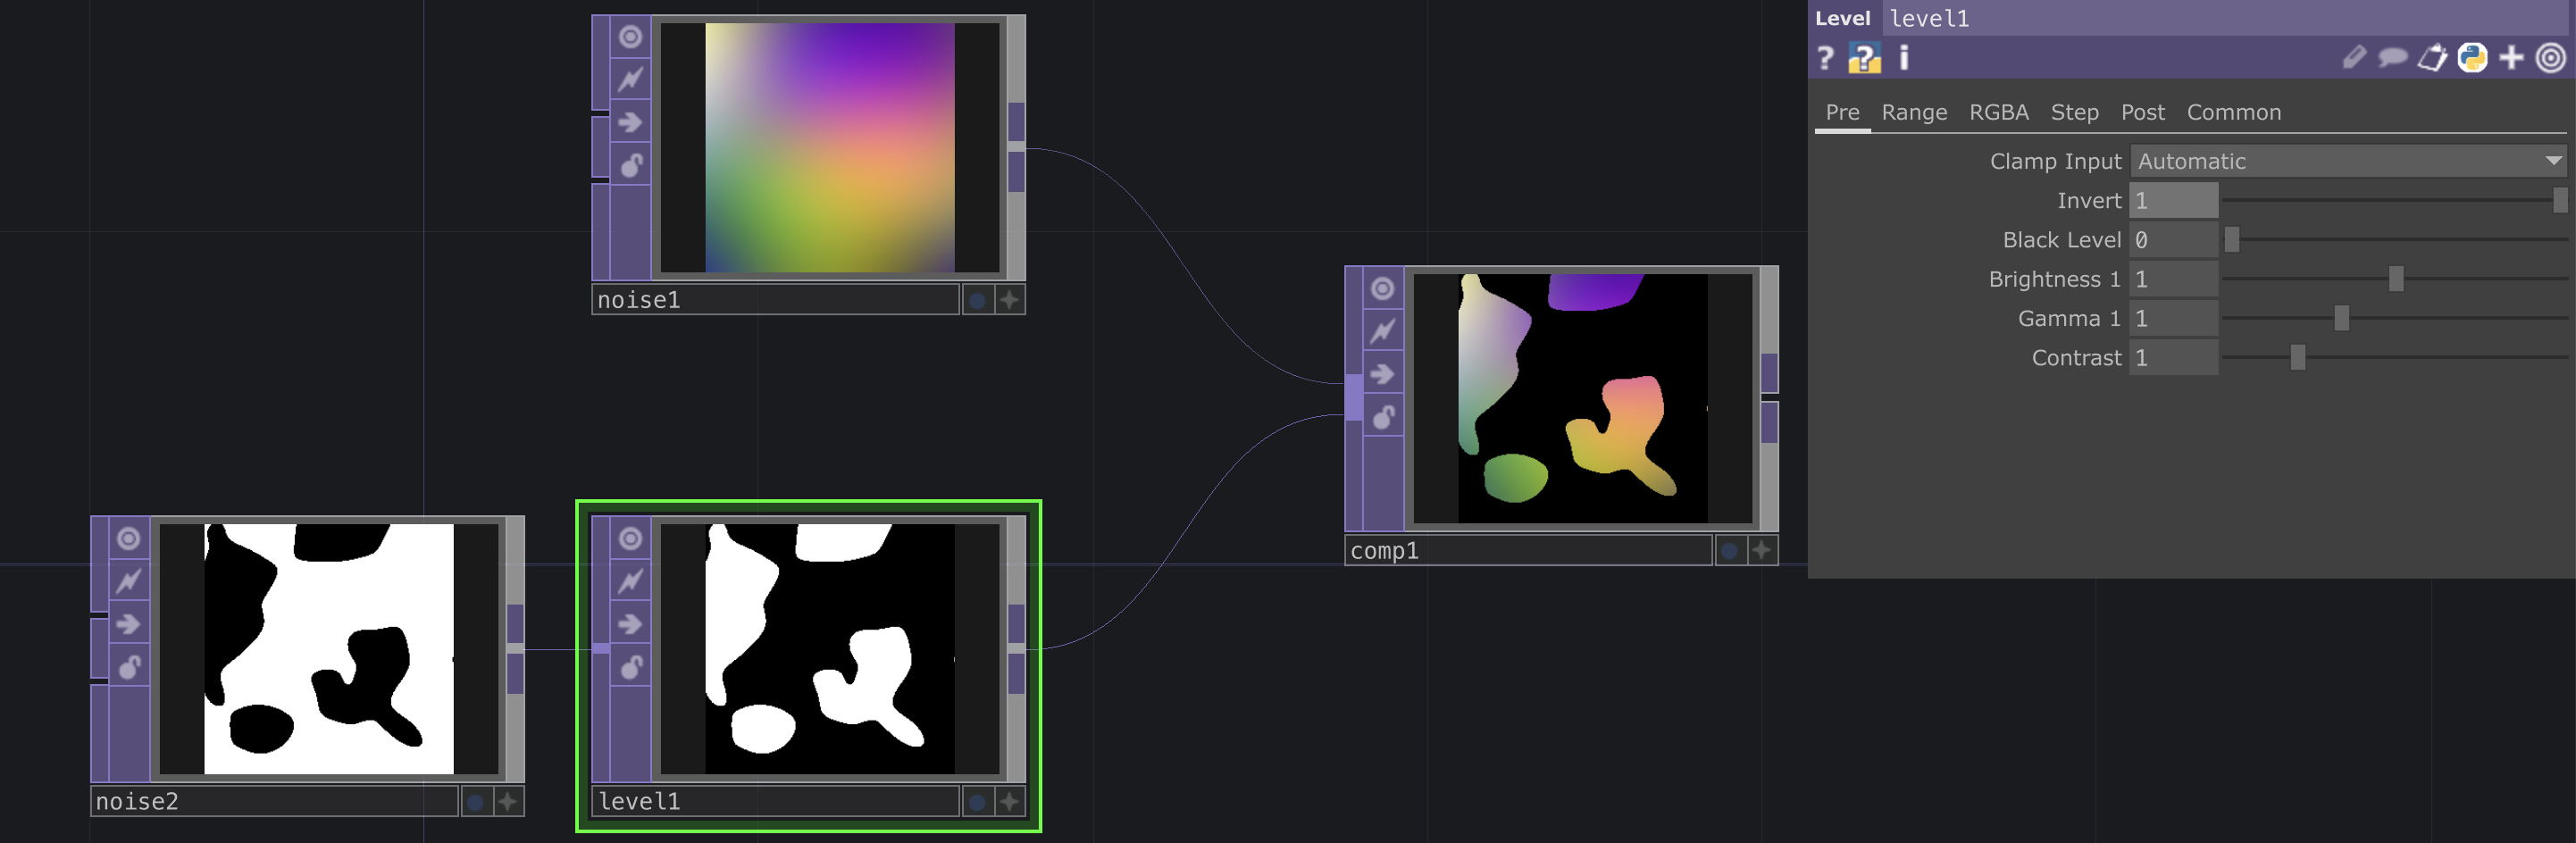 noise1
noise2
level1
comp1
Level level1
? ? i
Pre Range RGBA Step Post Common
Clamp Input Automatic
Invert 1
Black Level 0
Brightness 1 1
Gamma 1 1
Contrast 1